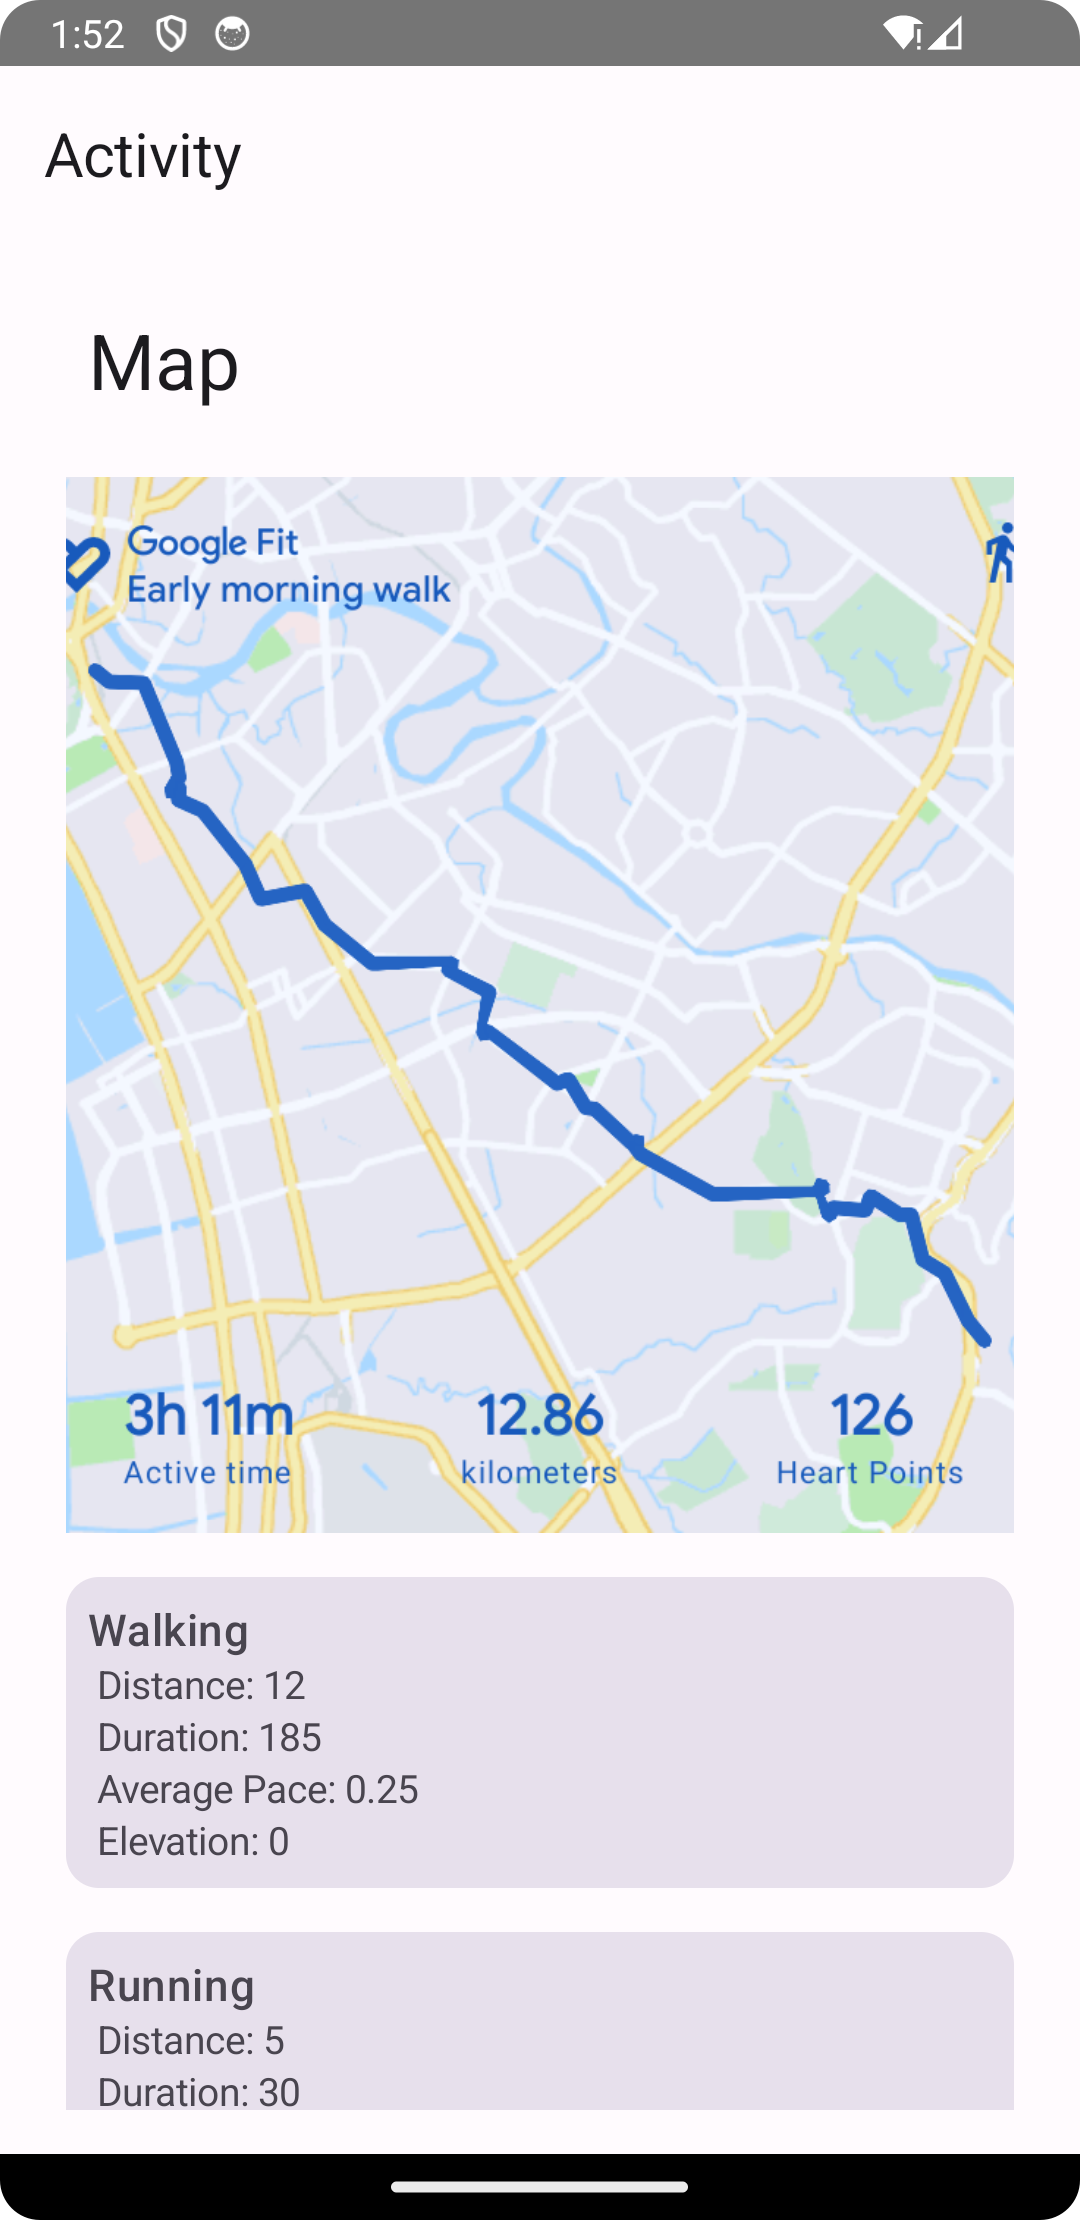 1:52
Activity
Map
Google Fit
Early morning walk
3h 11m
12.86
126
Active time
kilometers
Heart Points
Walking
Distance: 12
Duration: 185
Average Pace: 0.25
Elevation: 0
Running
Distance: 5
Duration: 30